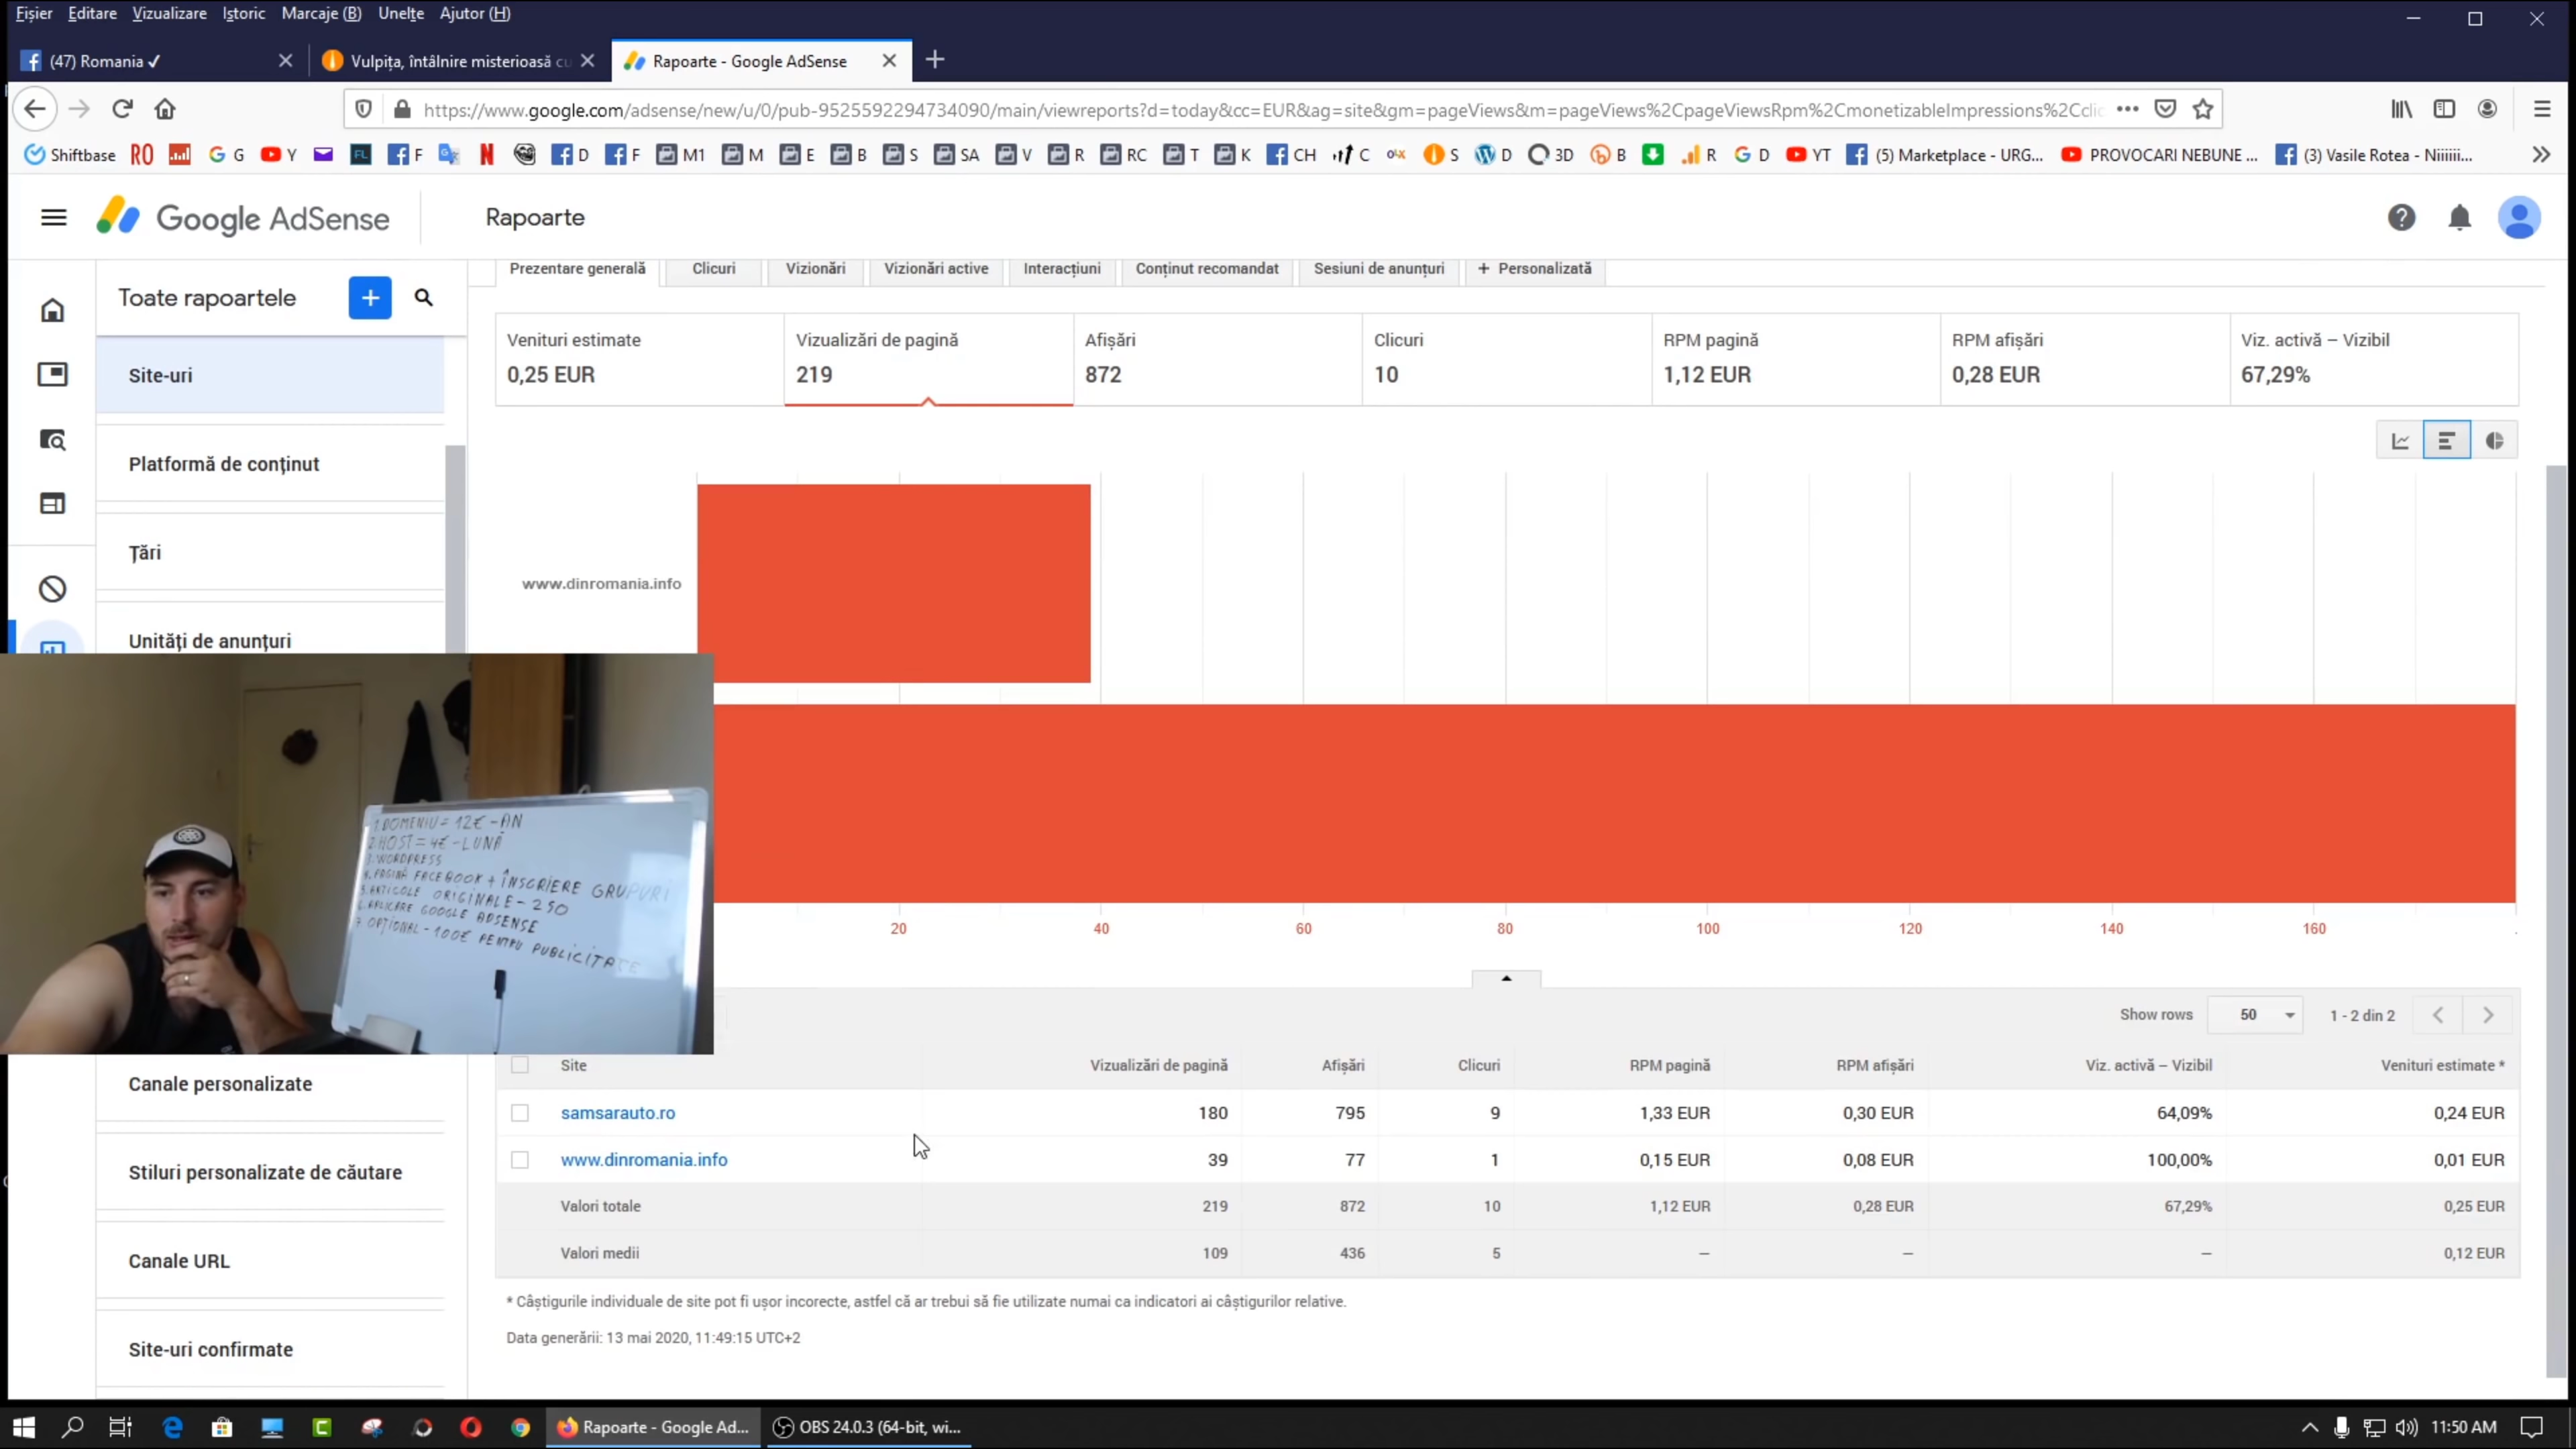 Fișier Editare Vizualizare Istoric Marcaje (B) Unelte Ajutor (H)
(47) Romania ✓
Vulpița, întâlnire misterioasă cu
Rapoarte - Google AdSense
https://www.google.com/adsense/new/u/0/pub-9525592294734090/main/viewreports?d=today&cc=EUR&ag=site&gm=pageViews&m=pageViews%2CpageViewsRpm%2CmonetizableImpressions%2Cclic
Shiftbase RO G Y FL F N D F M1 M E B S SA V R RC T K CH C olx S D 3D B R D YT (5) Marketplace - URG... PROVOCARI NEBUNE ... (3) Vasile Rotea - Niiiiii...
Google AdSense
Rapoarte
Toate rapoartele
Site-uri
Platformă de conținut
Țări
Unități de anunțuri
Canale personalizate
Stiluri personalizate de căutare
Canale URL
Site-uri confirmate
Prezentare generală Clicuri Vizionări Vizionări active Interacțiuni Conținut recomandat Sesiuni de anunțuri + Personalizată
Venituri estimate Vizualizări de pagină Afișări Clicuri RPM pagină RPM afișări Viz. activă – Vizibil
0,25 EUR 219 872 10 1,12 EUR 0,28 EUR 67,29%
www.dinromania.info
20 40 60 80 100 120 140 160
1. DOMENIU = 12€ - AN
2. HOST = 4€ - LUNĂ
3. WORDPRESS
4. PAGINĂ FACEBOOK + ÎNSCRIERE GRUPURI
5. ARTICOLE ORIGINALE - 250
6. APLICARE GOOGLE ADSENSE
7. OPȚIONAL - 100€ PENTRU PUBLICITATE
Show rows 50 1 - 2 din 2
Site Vizualizări de pagină Afișări Clicuri RPM pagină RPM afișări Viz. activă – Vizibil Venituri estimate *
samsarauto.ro 180 795 9 1,33 EUR 0,30 EUR 64,09% 0,24 EUR
www.dinromania.info 39 77 1 0,15 EUR 0,08 EUR 100,00% 0,01 EUR
Valori totale 219 872 10 1,12 EUR 0,28 EUR 67,29% 0,25 EUR
Valori medii 109 436 5 – – – 0,12 EUR
* Câștigurile individuale de site pot fi ușor incorecte, astfel că ar trebui să fie utilizate numai ca indicatori ai câștigurilor relative.
Data generării: 13 mai 2020, 11:49:15 UTC+2
Rapoarte - Google Ad...
OBS 24.0.3 (64-bit, wi...
11:50 AM